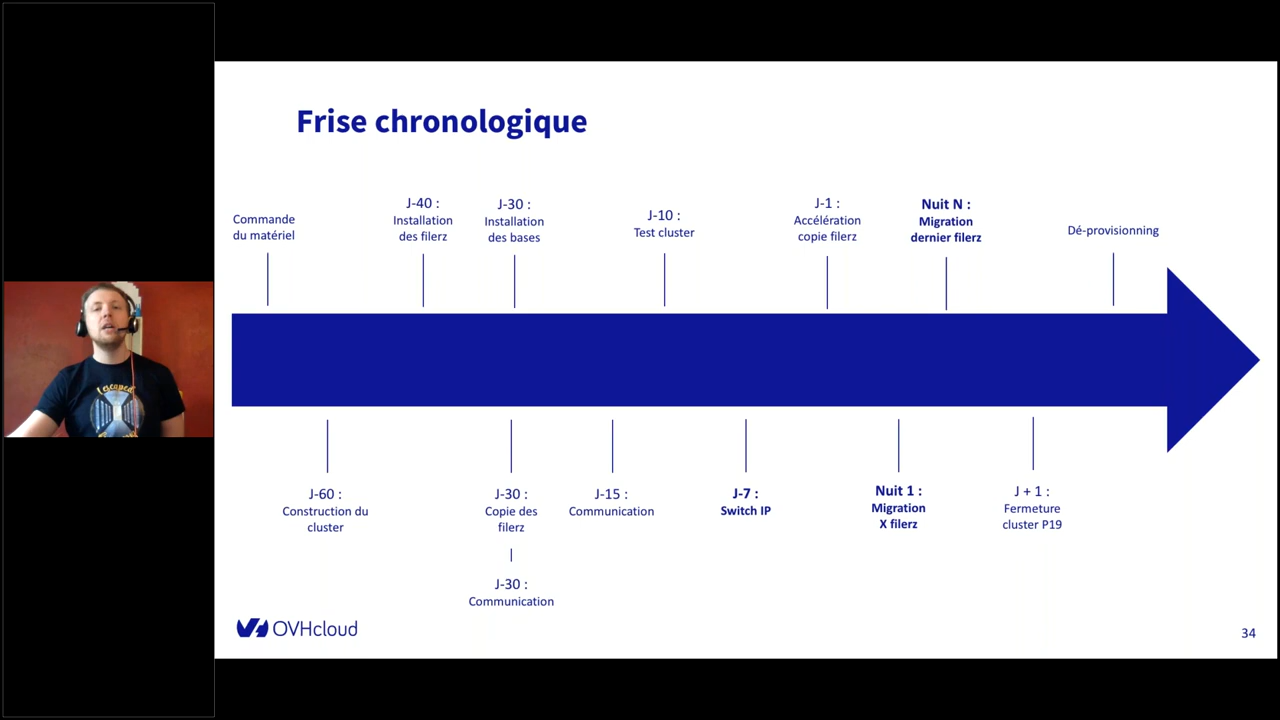 Frise chronologique
Commande
du matériel
J-40 :
Installation
des filerz
J-30 :
Installation
des bases
J-10 :
Test cluster
J-1 :
Accélération
copie filerz
Nuit N :
Migration
dernier filerz
Dé-provisionning
J-60 :
Construction du
cluster
J-30 :
Copie des
filerz
J-30 :
Communication
J-15 :
Communication
J-7 :
Switch IP
Nuit 1 :
Migration
X filerz
J + 1 :
Fermeture
cluster P19
OVHcloud
34
I escaped